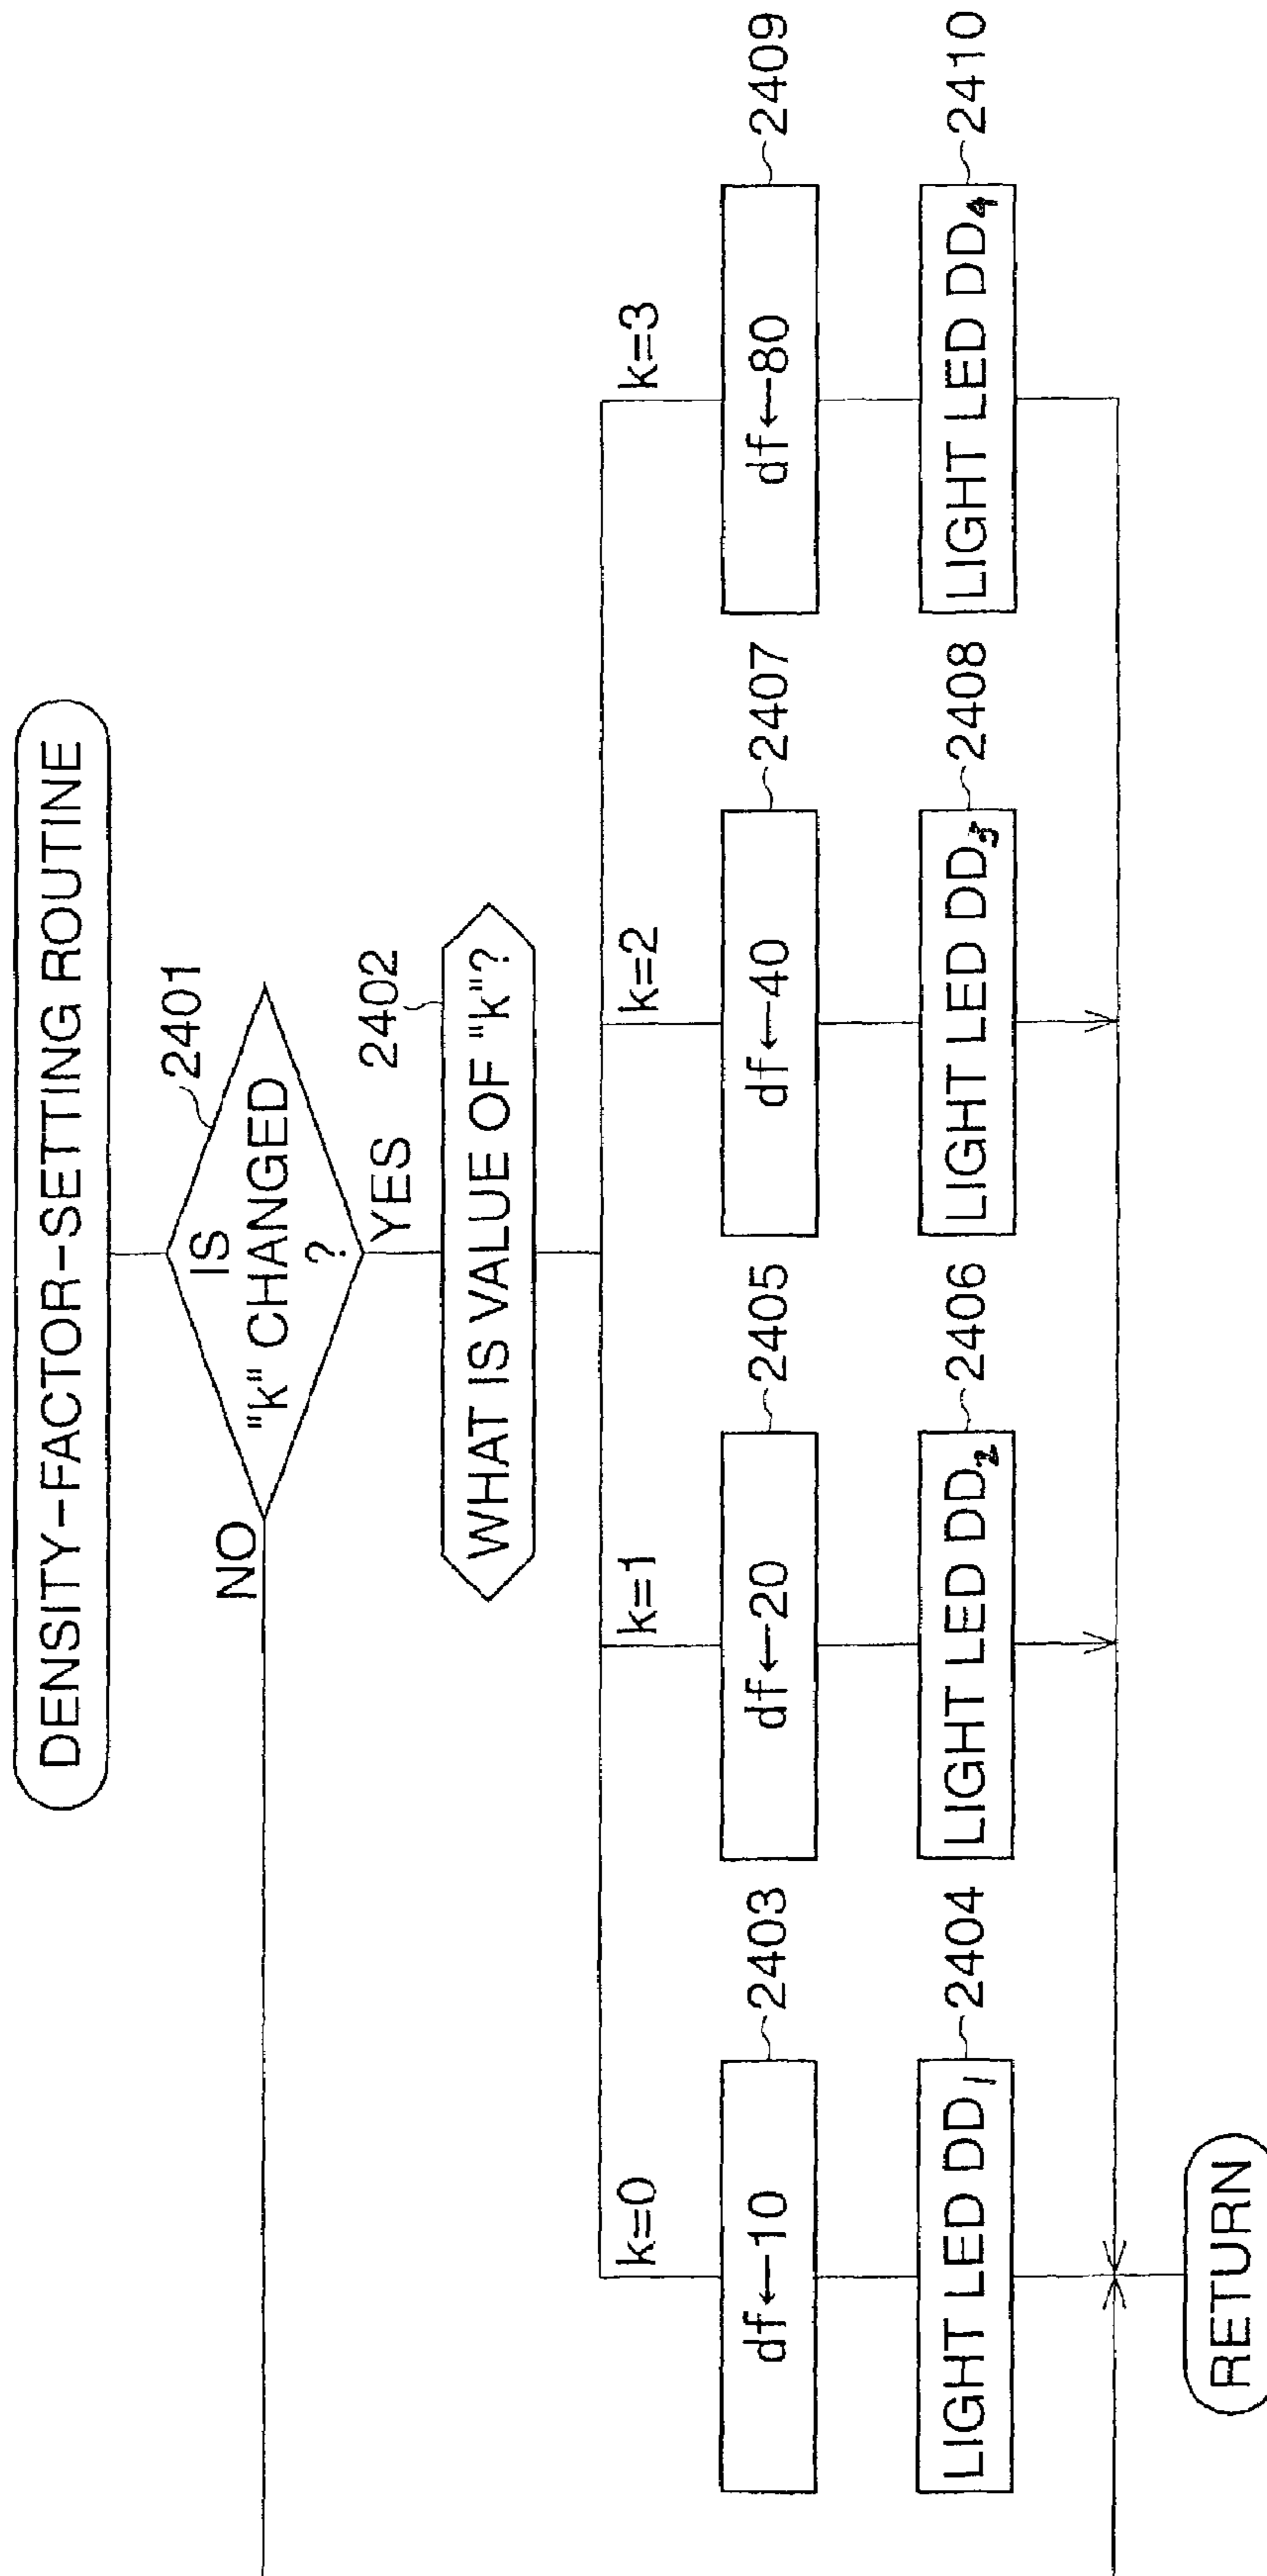 DENSITY-FACTOR-SETTING ROUTINE
2401
IS
"k" CHANGED
?
NO
YES
2402
WHAT IS VALUE OF "k"?
k=0
k=1
k=2
k=3
df←10
2403
df←20
2405
df←40
2407
df←80
2409
LIGHT LED DD1
2404
LIGHT LED DD2
2406
LIGHT LED DD3
2408
LIGHT LED DD4
2410
RETURN